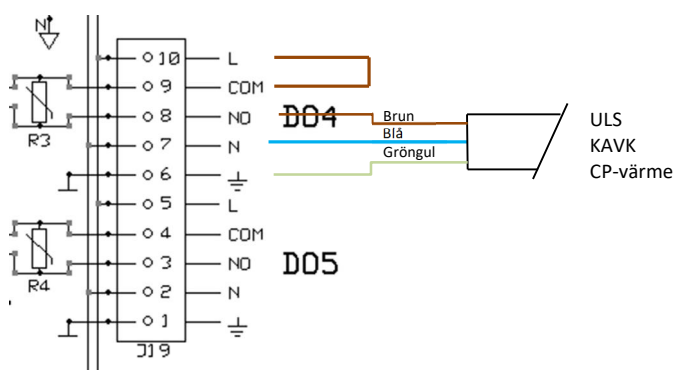 N
10 L
9 COM
8 NO DO4 Brun ULS
R3 7 N Blå KAVK
6 Gröngul CP-värme
5 L
4 COM
3 NO DO5
R4 2 N
1
J19